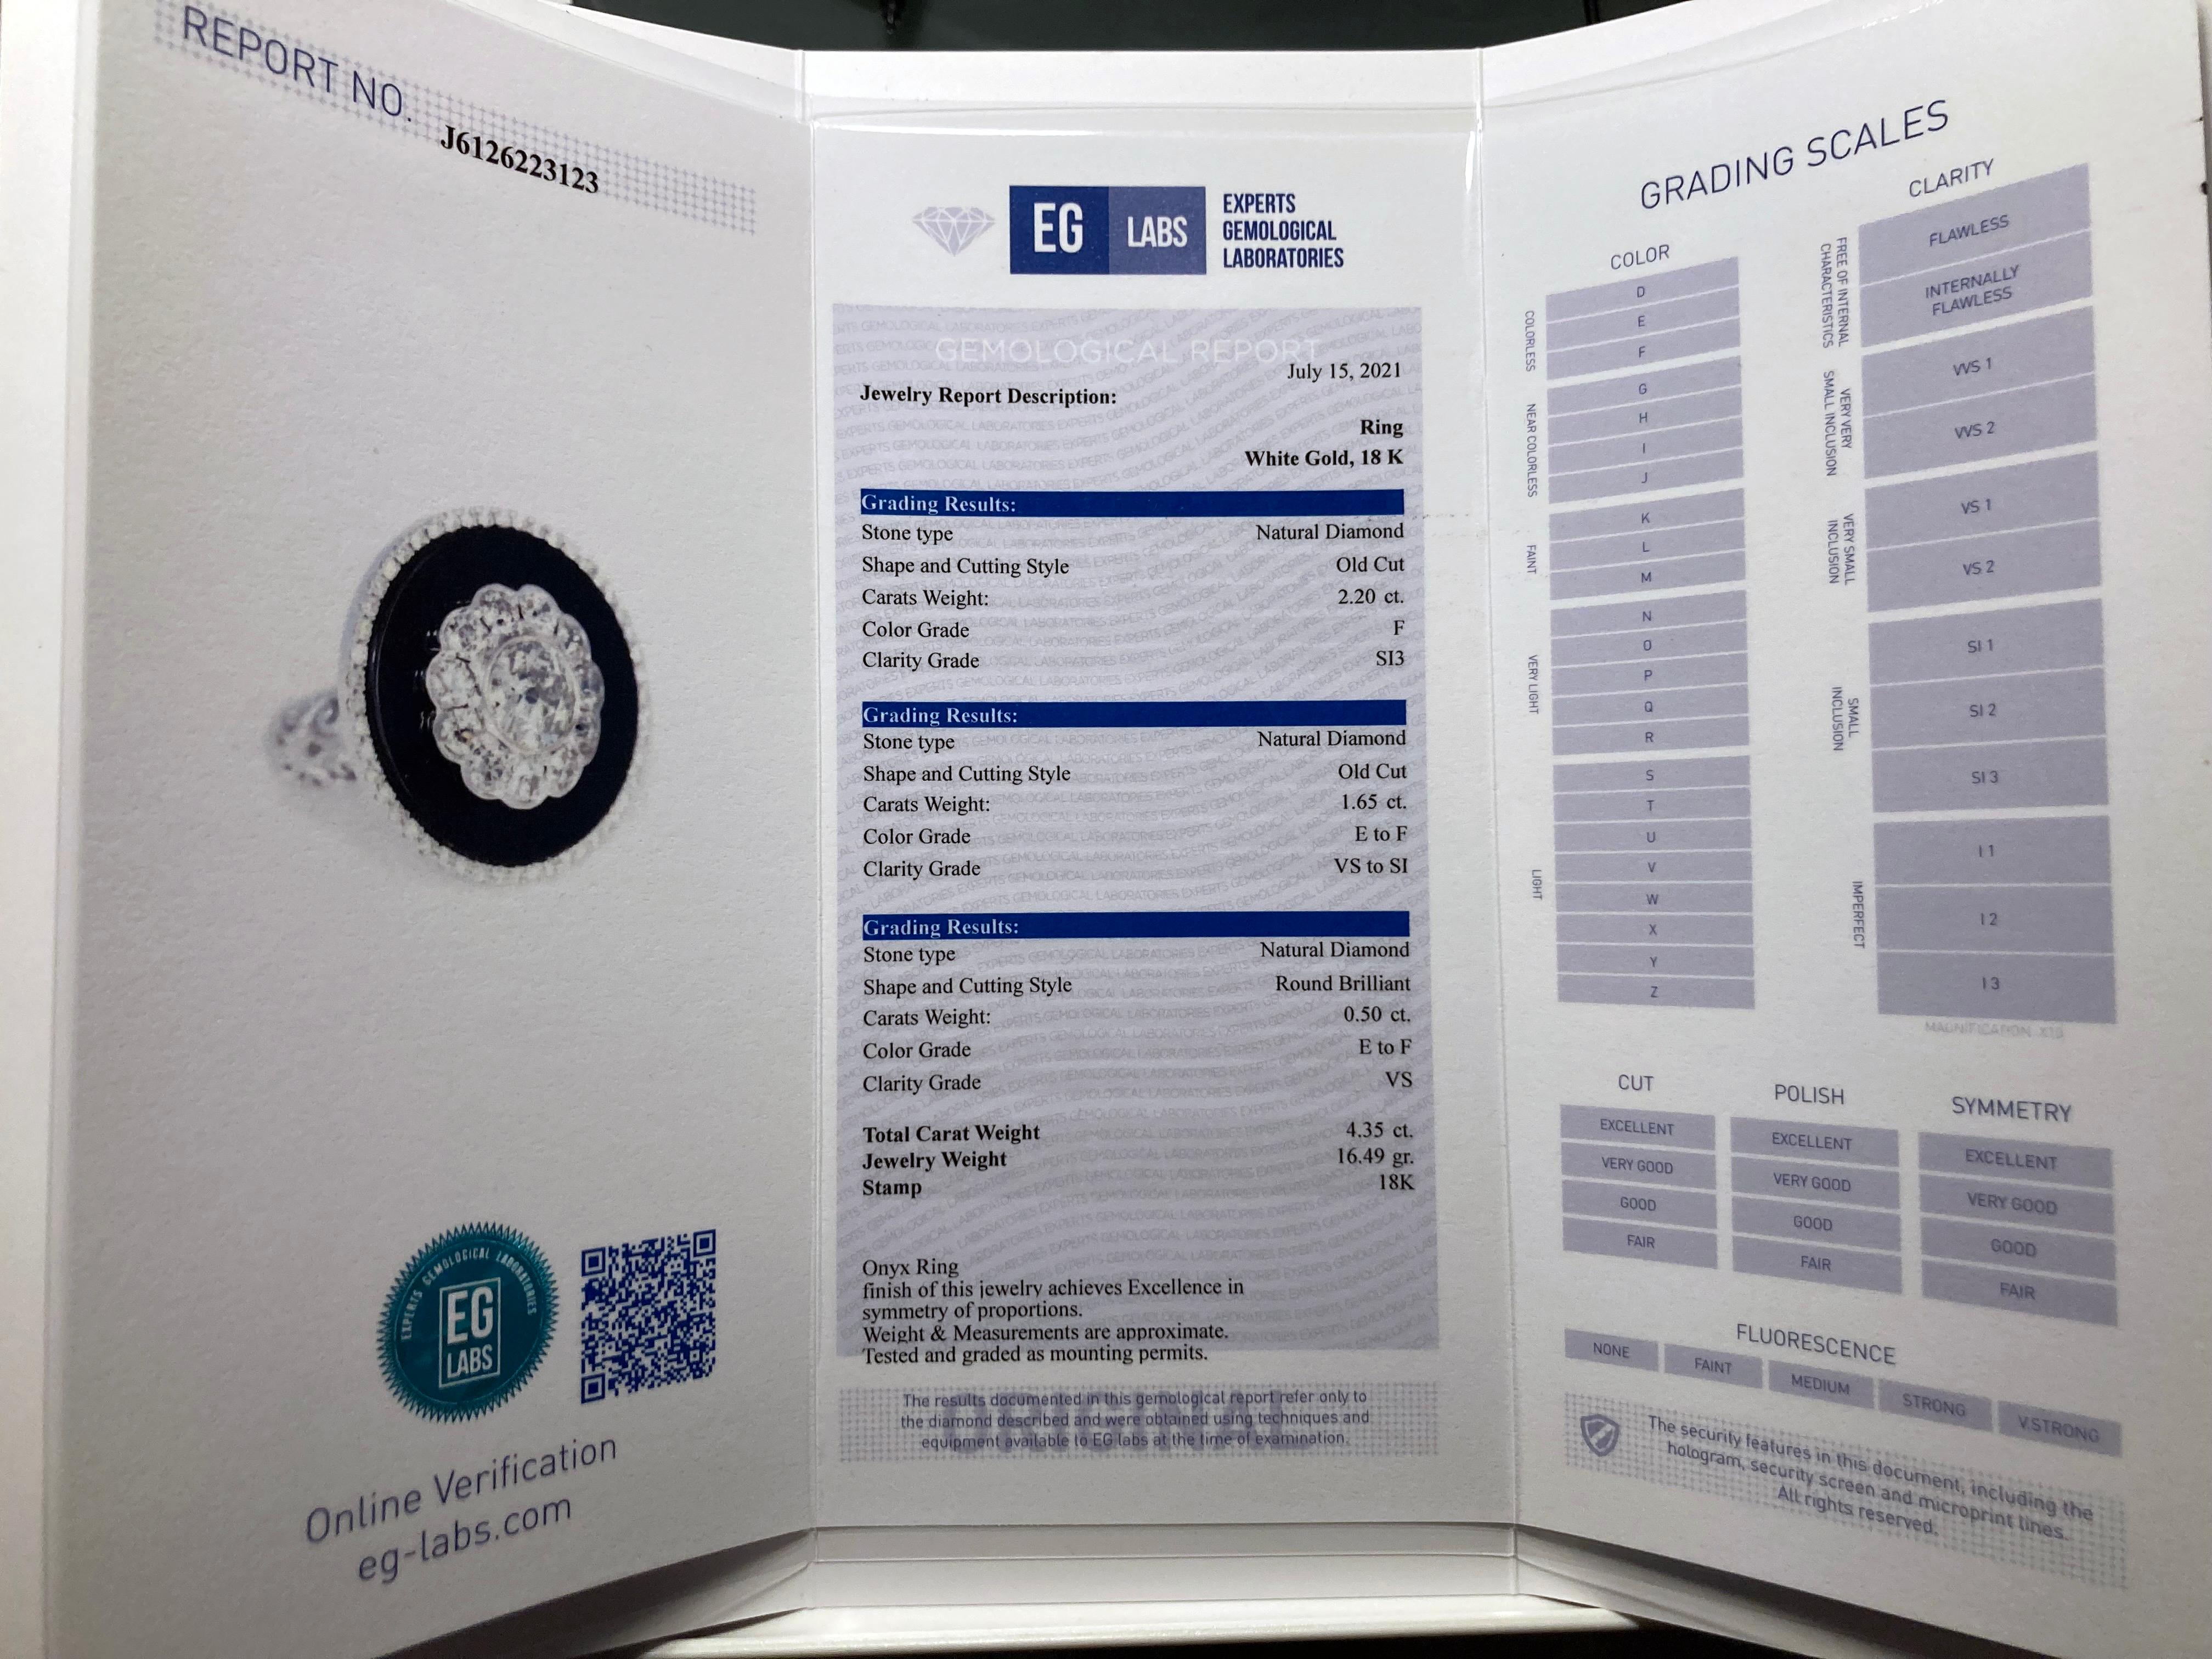 REPORT NO.
J6126223123
EXPERTS GEMOLOGICAL LABORATORIES
EG
LABS
Online Verification
eg-labs.com
EG LABS
EXPERTS
GEMOLOGICAL
LABORATORIES
GEMOLOGICAL REPORT
July 15, 2021
Jewelry Report Description:
Ring
White Gold, 18 K
Grading Results:
Stone type Natural Diamond
Shape and Cutting Style Old Cut
Carats Weight: 2.20 ct.
Color Grade F
Clarity Grade SI3
Grading Results:
Stone type Natural Diamond
Shape and Cutting Style Old Cut
Carats Weight: 1.65 ct.
Color Grade E to F
Clarity Grade VS to SI
Grading Results:
Stone type Natural Diamond
Shape and Cutting Style Round Brilliant
Carats Weight: 0.50 ct.
Color Grade E to F
Clarity Grade VS
Total Carat Weight 4.35 ct.
Jewelry Weight 16.49 gr.
Stamp 18K
Onyx Ring
finish of this jewelry achieves Excellence in
symmetry of proportions.
Weight & Measurements are approximate.
Tested and graded as mounting permits.
ORIGINAL
The results documented in this gemological report refer only to
the diamond described and were obtained using techniques and
equipment available to EG labs at the time of examination.
GRADING SCALES
COLOR
COLORLESS
D
E
F
NEAR COLORLESS
G
H
I
J
FAINT
K
L
M
VERY LIGHT
N
O
P
Q
R
LIGHT
S
T
U
V
W
X
Y
Z
CLARITY
FREE OF INTERNAL
CHARACTERISTICS
FLAWLESS
INTERNALLY
FLAWLESS
VERY VERY
SMALL INCLUSION
VVS 1
VVS 2
VERY SMALL
INCLUSION
VS 1
VS 2
SMALL
INCLUSION
SI 1
SI 2
SI 3
IMPERFECT
I 1
I 2
I 3
MAGNIFICATION X10
CUT
EXCELLENT
VERY GOOD
GOOD
FAIR
POLISH
EXCELLENT
VERY GOOD
GOOD
FAIR
SYMMETRY
EXCELLENT
VERY GOOD
GOOD
FAIR
FLUORESCENCE
NONE FAINT MEDIUM STRONG V.STRONG
The security features in this document, including the
hologram, security screen and microprint lines.
All rights reserved.